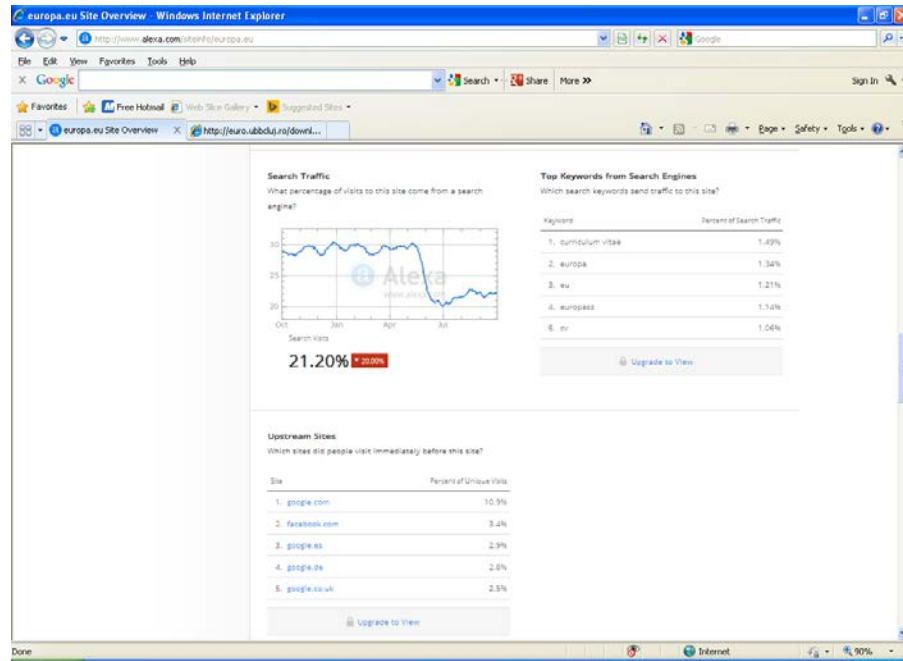 europa.eu Site Overview - Windows Internet Explorer
http://www.alexa.com/siteinfo/europa.eu
Google
File Edit View Favorites Tools Help
Google Search Share More >> Sign In
Favorites Free Hotmail Web Slice Gallery Suggested Sites
europa.eu Site Overview http://euro.ubbcluj.ro/downl... Page Safety Tools
Search Traffic
What percentage of visits to this site come from a search
engine?
30
25
20
Oct Jan Apr Jul
Alexa
www.alexa.com
Search Visits
21.20% 20.00%
Top Keywords from Search Engines
Which search keywords send traffic to this site?
Keyword Percent of Search Traffic
1. curriculum vitae 1.49%
2. europa 1.34%
3. eu 1.21%
4. europass 1.14%
5. cv 1.06%
Upgrade to View
Upstream Sites
Which sites did people visit immediately before this site?
Site Percent of Unique Visits
1. google.com 10.9%
2. facebook.com 3.4%
3. google.es 2.9%
4. google.de 2.8%
5. google.co.uk 2.5%
Upgrade to View
Done Internet 90%